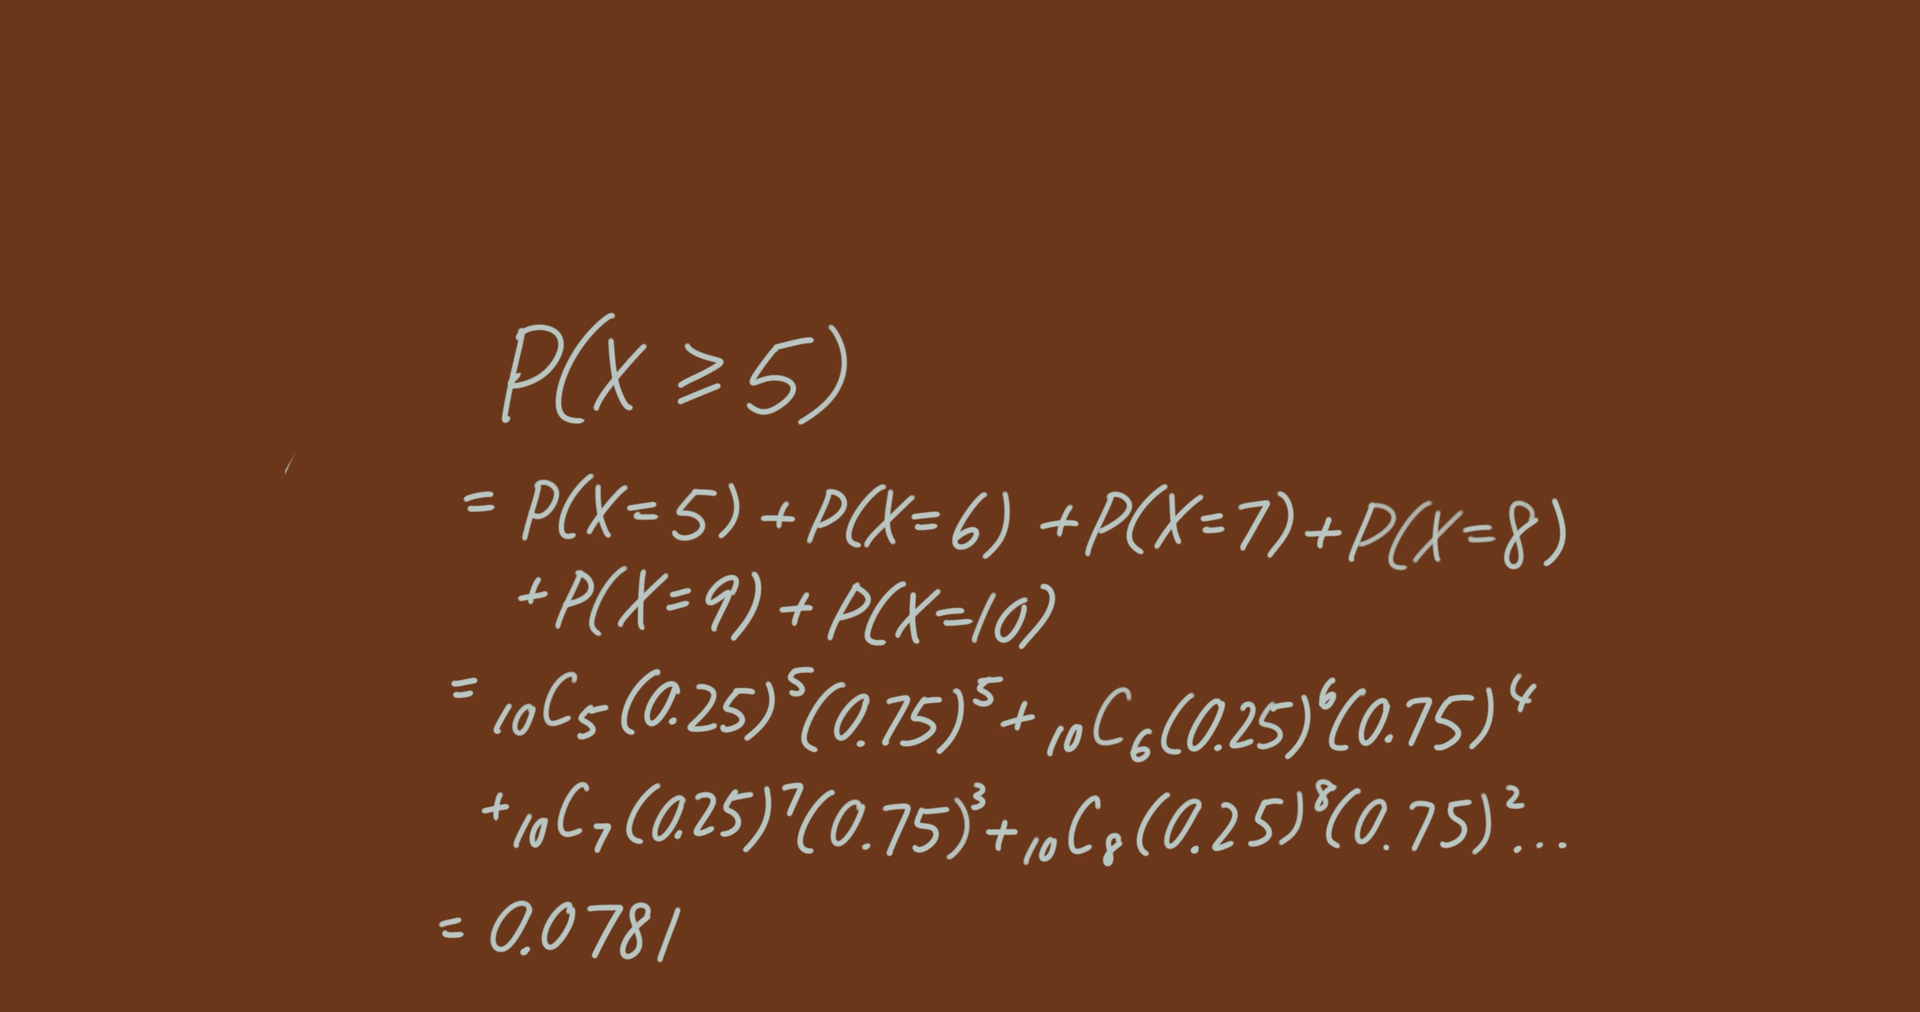 P(X ≥ 5)
= P(X=5) + P(X=6) + P(X=7) + P(X=8)
+ P(X=9) + P(X=10)
= ₁₀C₅(0.25)⁵(0.75)⁵ + ₁₀C₆(0.25)⁶(0.75)⁴
+ ₁₀C₇(0.25)⁷(0.75)³ + ₁₀C₈(0.25)⁸(0.75)²...
= 0.0781